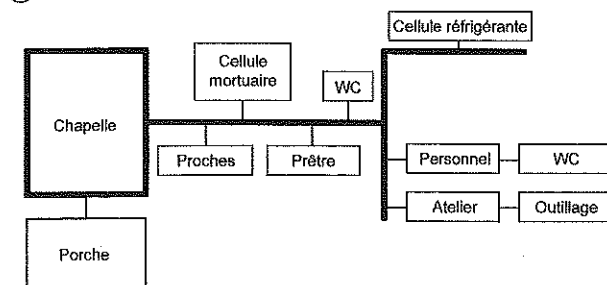 Cellule réfrigérante
Cellule
mortuaire
WC
Chapelle
Proches
Prêtre
Personnel
WC
Atelier
Outillage
Porche